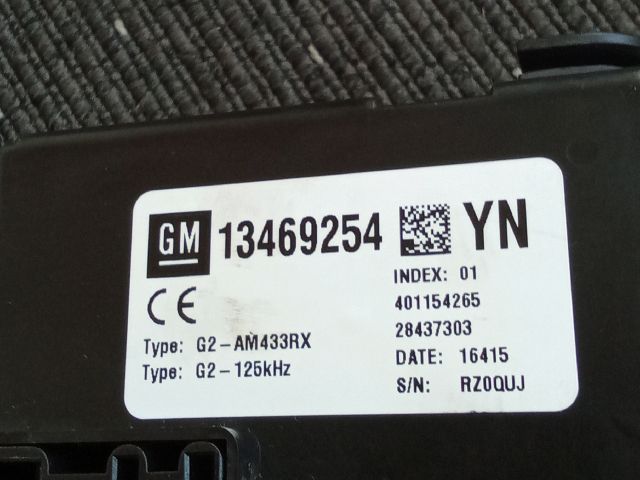 GM 13469254 YN
INDEX: 01
CE 401154265
28437303
Type: G2-AM433RX
DATE: 16415
Type: G2-125kHz
S/N: RZ0QUJ